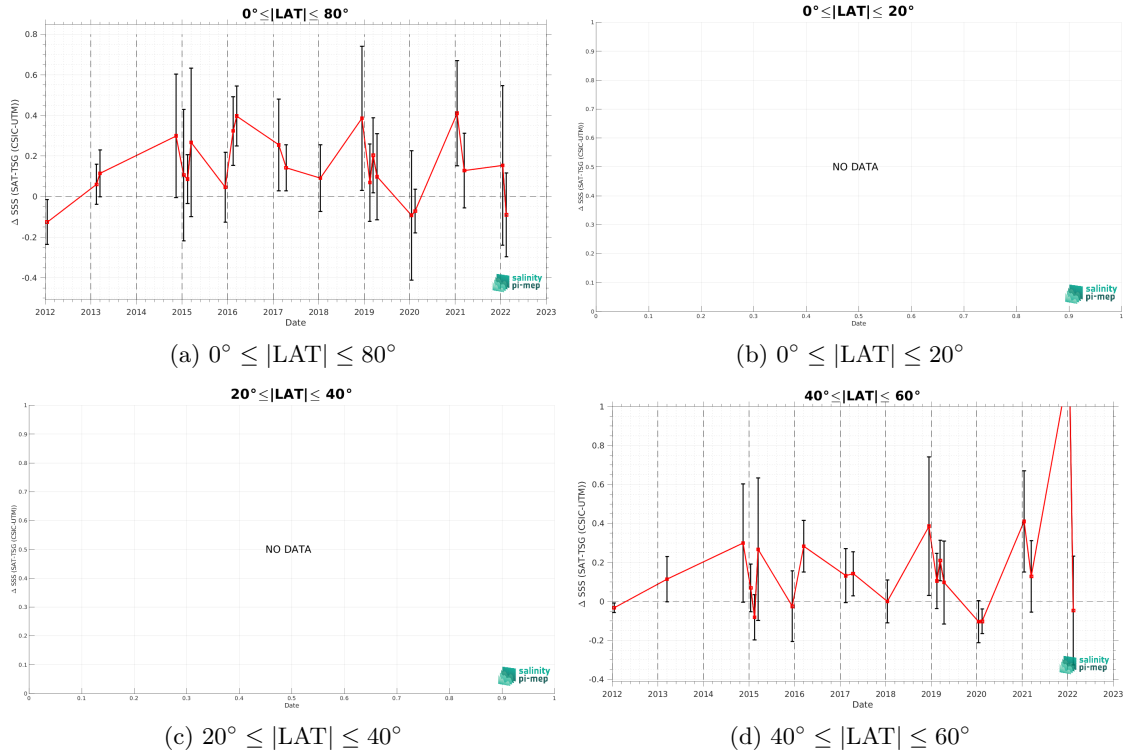 0°≤|LAT|≤ 80°
Δ SSS (SAT-TSG (CSIC-UTM))
0.8
0.6
0.4
0.2
0
-0.2
-0.4
2012 2013 2014 2015 2016 2017 2018 2019 2020 2021 2022 2023
Date
salinity
pi-mep
(a) 0° ≤ |LAT| ≤ 80°
0°≤|LAT|≤ 20°
Δ SSS (SAT-TSG (CSIC-UTM))
1
0.9
0.8
0.7
0.6
0.5
0.4
0.3
0.2
0.1
0
NO DATA
0 0.1 0.2 0.3 0.4 0.5 0.6 0.7 0.8 0.9 1
Date
salinity
pi-mep
(b) 0° ≤ |LAT| ≤ 20°
20°≤|LAT|≤ 40°
Δ SSS (SAT-TSG (CSIC-UTM))
1
0.9
0.8
0.7
0.6
0.5
0.4
0.3
0.2
0.1
0
NO DATA
0 0.1 0.2 0.3 0.4 0.5 0.6 0.7 0.8 0.9 1
Date
salinity
pi-mep
(c) 20° ≤ |LAT| ≤ 40°
40°≤|LAT|≤ 60°
Δ SSS (SAT-TSG (CSIC-UTM))
1
0.8
0.6
0.4
0.2
0
-0.2
-0.4
2012 2013 2014 2015 2016 2017 2018 2019 2020 2021 2022 2023
Date
salinity
pi-mep
(d) 40° ≤ |LAT| ≤ 60°